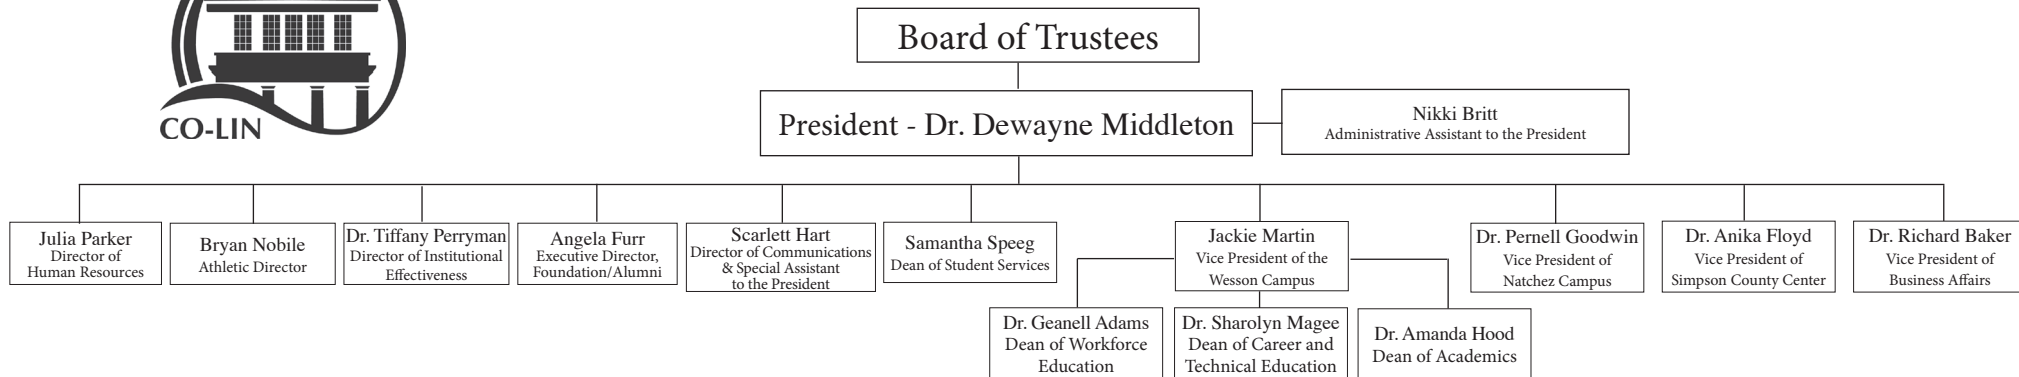 CO-LIN
Board of Trustees
President - Dr. Dewayne Middleton
Nikki Britt
Administrative Assistant to the President
Julia Parker
Director of
Human Resources
Bryan Nobile
Athletic Director
Dr. Tiffany Perryman
Director of Institutional
Effectiveness
Angela Furr
Executive Director,
Foundation/Alumni
Scarlett Hart
Director of Communications
& Special Assistant
to the President
Samantha Speeg
Dean of Student Services
Jackie Martin
Vice President of the
Wesson Campus
Dr. Pernell Goodwin
Vice President of
Natchez Campus
Dr. Anika Floyd
Vice President of
Simpson County Center
Dr. Richard Baker
Vice President of
Business Affairs
Dr. Geanell Adams
Dean of Workforce
Education
Dr. Sharolyn Magee
Dean of Career and
Technical Education
Dr. Amanda Hood
Dean of Academics